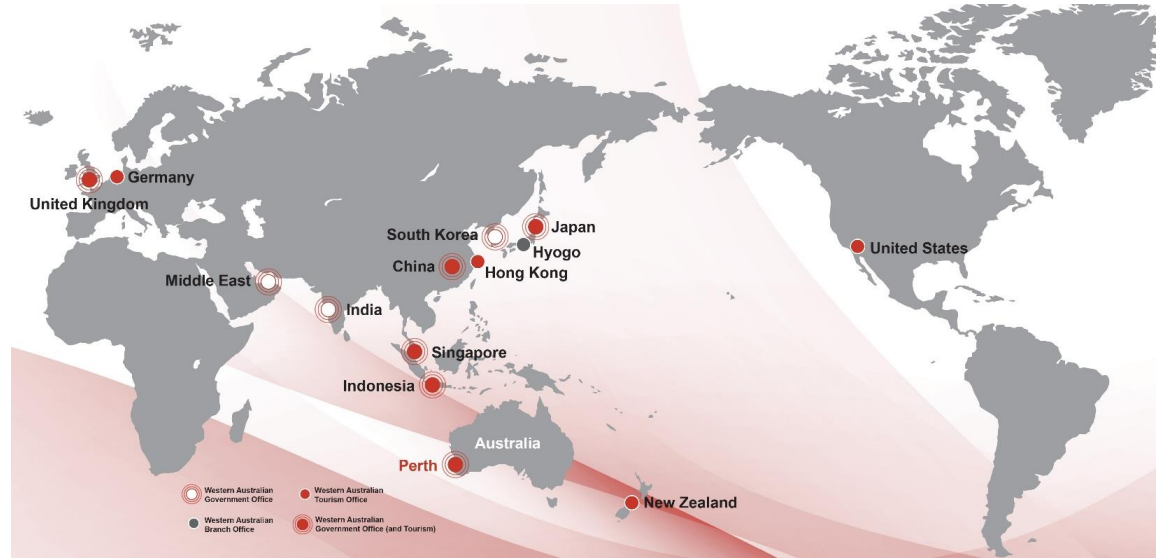 Germany
United Kingdom
South Korea
Japan
Hyogo
United States
China
Hong Kong
Middle East
India
Singapore
Indonesia
Australia
Perth
New Zealand
Western Australian
Government Office
Western Australian
Tourism Office
Western Australian
Branch Office
Western Australian
Government Office (and Tourism)